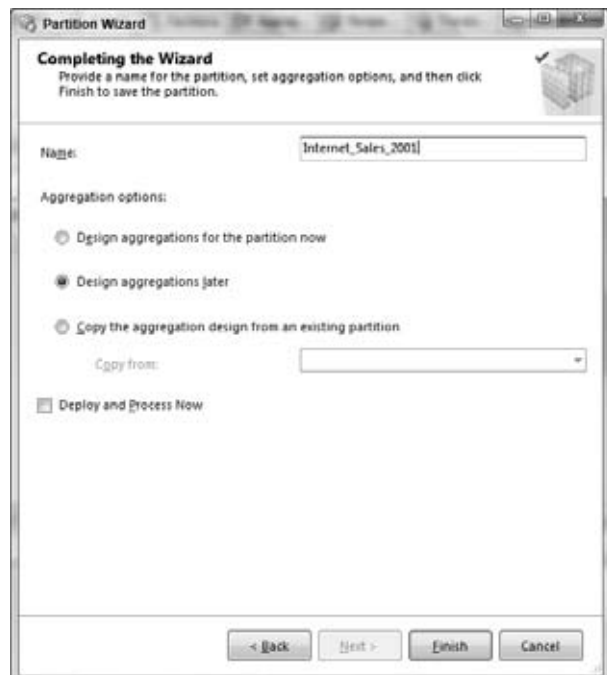 Partition Wizard
Completing the Wizard
Provide a name for the partition, set aggregation options, and then click
Finish to save the partition.
Name:
Internet_Sales_2001
Aggregation options:
Design aggregations for the partition now
Design aggregations later
Copy the aggregation design from an existing partition
Copy from:
Deploy and Process Now
< Back
Next >
Finish
Cancel